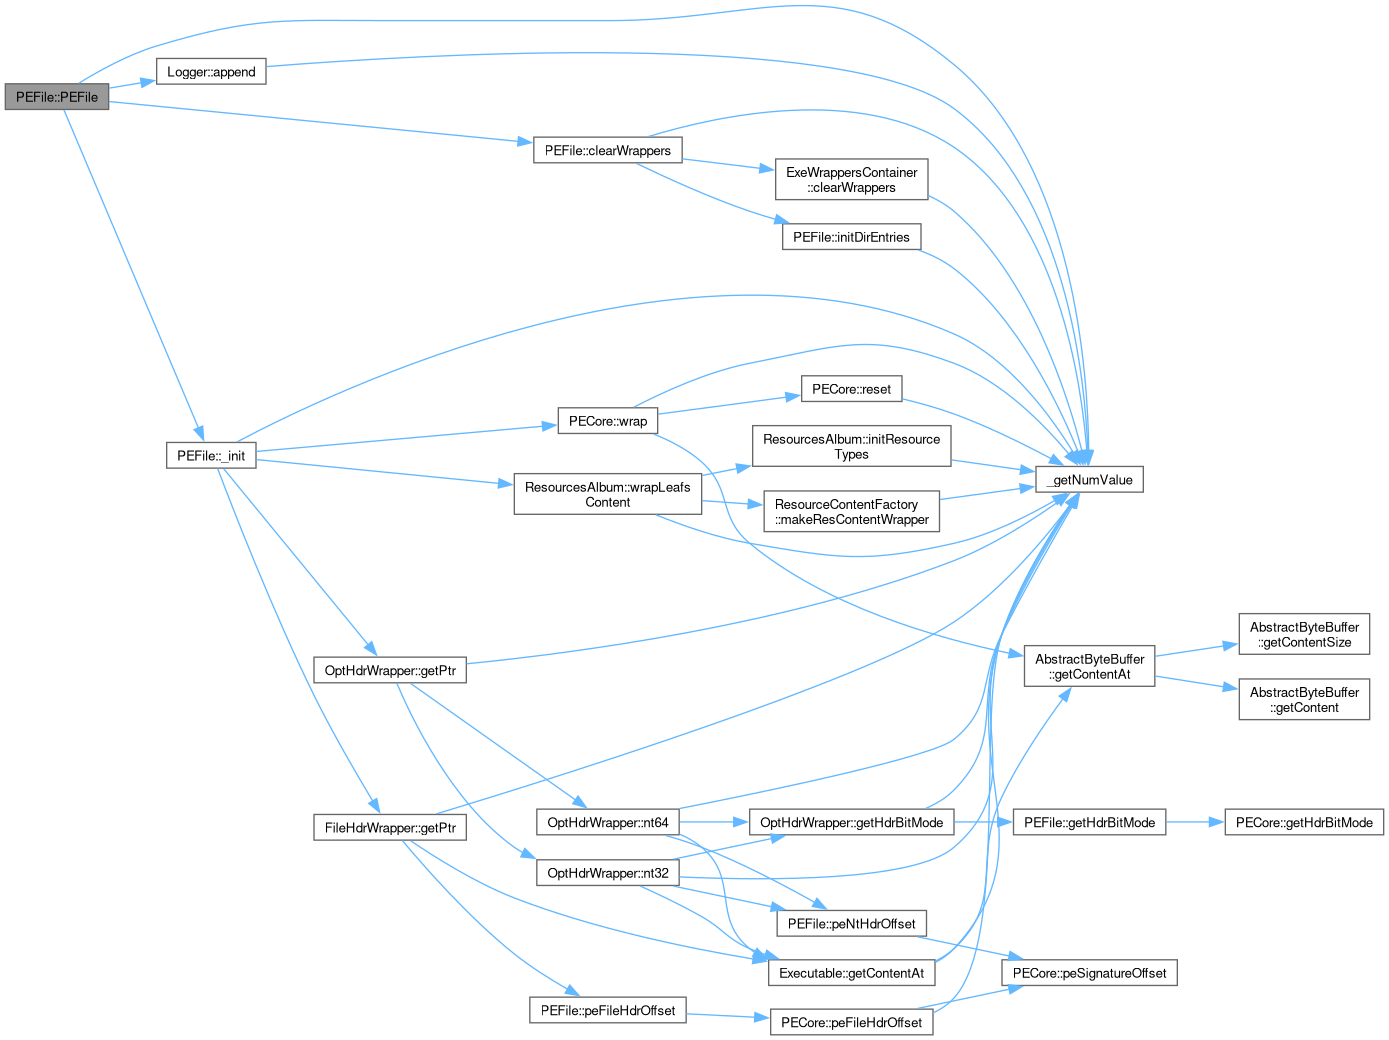 PEFile::PEFile
Logger::append
PEFile::clearWrappers
ExeWrappersContainer
::clearWrappers
PEFile::initDirEntries
PEFile::_init
PECore::wrap
PECore::reset
ResourcesAlbum::initResource
Types
ResourcesAlbum::wrapLeafs
Content
ResourceContentFactory
::makeResContentWrapper
_getNumValue
AbstractByteBuffer
::getContentAt
AbstractByteBuffer
::getContentSize
AbstractByteBuffer
::getContent
OptHdrWrapper::getPtr
FileHdrWrapper::getPtr
OptHdrWrapper::nt64
OptHdrWrapper::getHdrBitMode
PEFile::getHdrBitMode
PECore::getHdrBitMode
OptHdrWrapper::nt32
PEFile::peNtHdrOffset
Executable::getContentAt
PECore::peSignatureOffset
PEFile::peFileHdrOffset
PECore::peFileHdrOffset